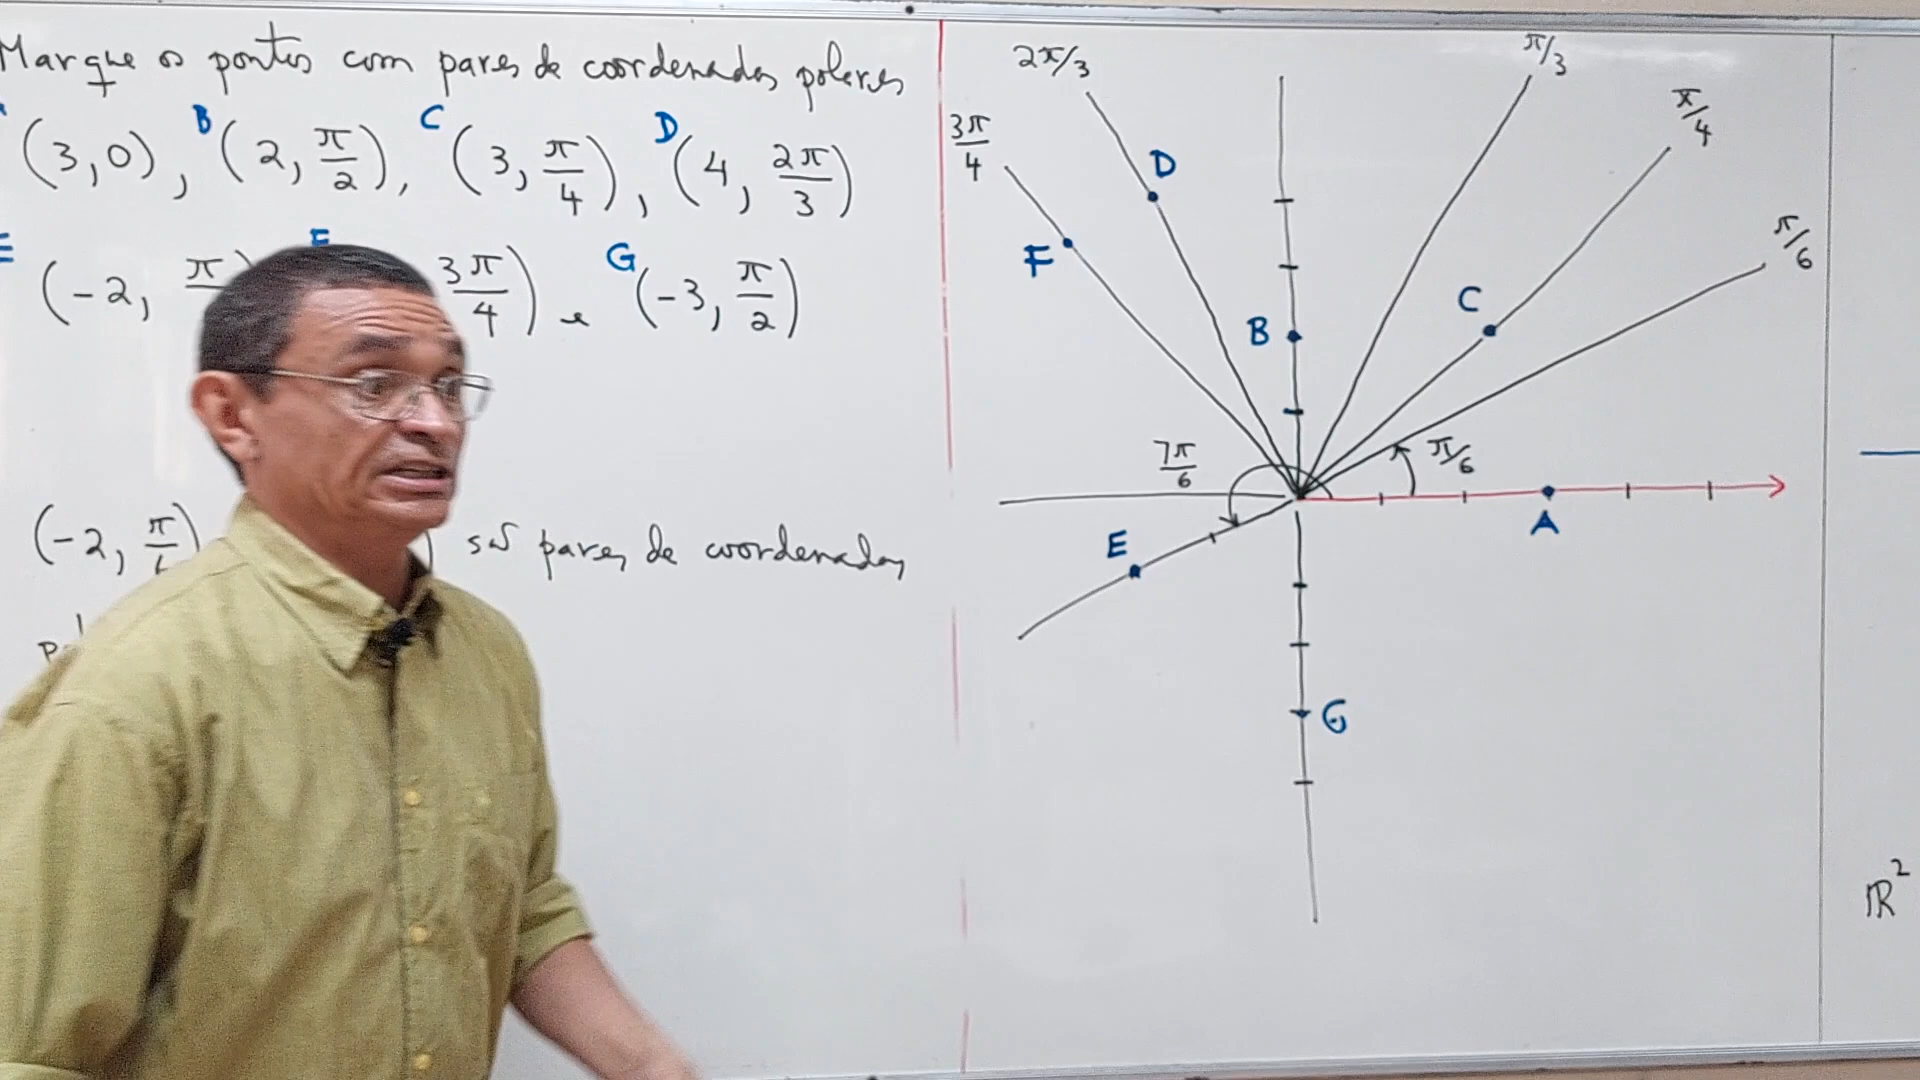 Marque os pontos com pares de coordenadas polares
(3,0), B (2, π/2), C (3, π/4), D (4, 2π/3)
E (-2, π F 3π/4) e G (-3, π/2)
(-2, π/ ) são pares de coordenadas
2π/3
π/3
3π/4
π/4
D
π/6
F
C
B
7π/6
π/6
A
E
G
ℝ²